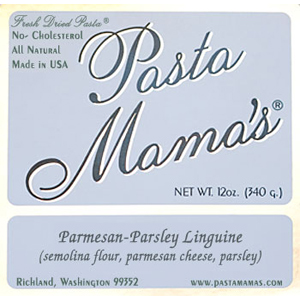 Fresh Dried Pasta®
No- Cholesterol
All Natural
Made in USA
Pasta
Mama's®
NET WT. 12oz. (340 g.)
Parmesan-Parsley Linguine
(semolina flour, parmesan cheese, parsley)
Richland, Washington 99352 www.pastamamas.com